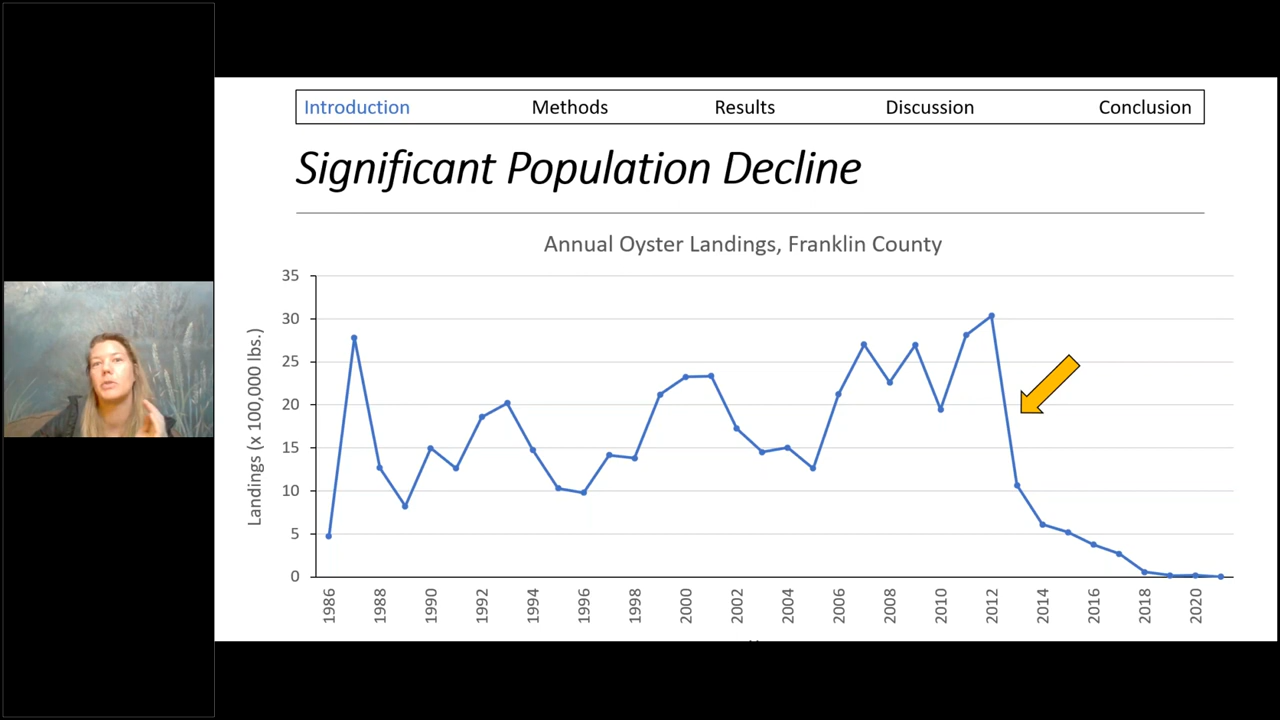 Introduction Methods Results Discussion Conclusion
Significant Population Decline
Annual Oyster Landings, Franklin County
Landings (x 100,000 lbs.)
35
30
25
20
15
10
5
0
1986 1988 1990 1992 1994 1996 1998 2000 2002 2004 2006 2008 2010 2012 2014 2016 2018 2020